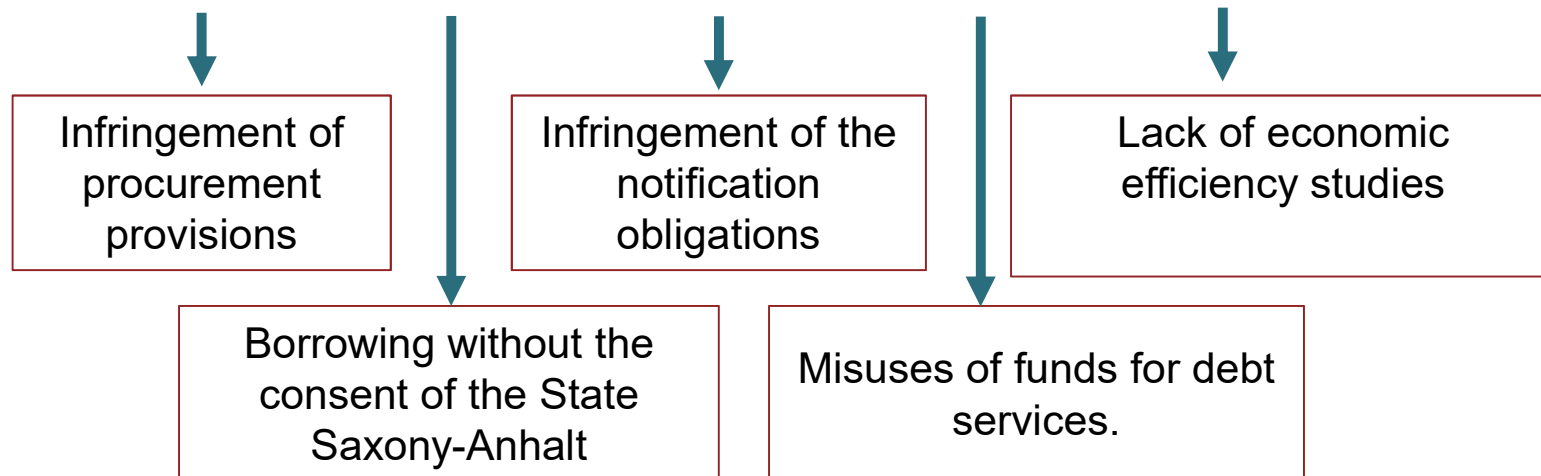 Infringement of
procurement
provisions
Infringement of the
notification
obligations
Lack of economic
efficiency studies
Borrowing without the
consent of the State
Saxony-Anhalt
Misuses of funds for debt
services.